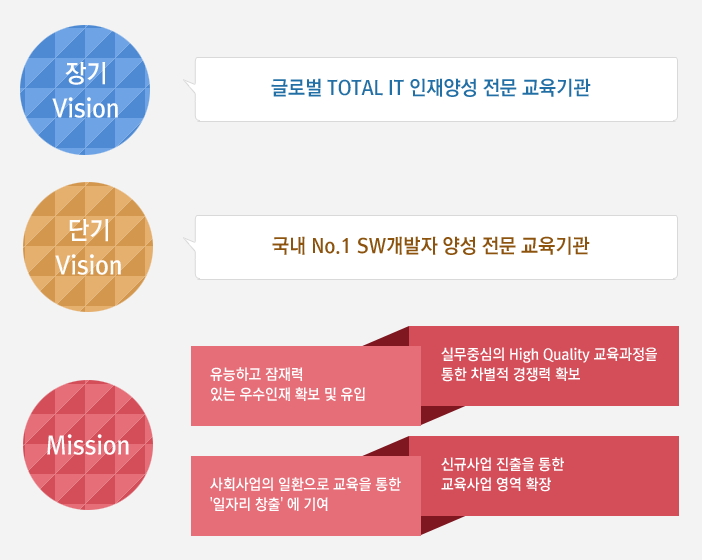 장기
Vision
글로벌 TOTAL IT 인재양성 전문 교육기관
단기
Vision
국내 No.1 SW개발자 양성 전문 교육기관
Mission
유능하고 잠재력
있는 우수인재 확보 및 유입
실무중심의 High Quality 교육과정을
통한 차별적 경쟁력 확보
사회사업의 일환으로 교육을 통한
'일자리 창출' 에 기여
신규사업 진출을 통한
교육사업 영역 확장